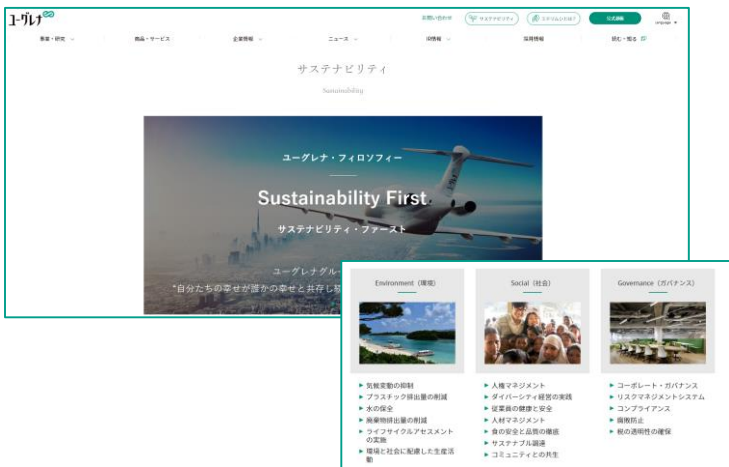 ユーグレナ
お問い合わせ
サステナビリティ
ユーグレナとは?
公式通販
Language
事業・研究
商品・サービス
企業情報
ニュース
IR情報
採用情報
読む・観る
サステナビリティ
Sustainability
ユーグレナ・フィロソフィー
Sustainability First
サステナビリティ・ファースト
ユーグレナグルー
"自分たちの幸せが誰かの幸せと共存し
Environment(環境)
気候変動の抑制
プラスチック排出量の削減
水の保全
廃棄物排出量の削減
ライフサイクルアセスメント
の実施
環境と社会に配慮した生産活
動
Social(社会)
人権マネジメント
ダイバーシティ経営の実践
従業員の健康と安全
人材マネジメント
食の安全と品質の徹底
サステナブル調達
コミュニティとの共生
Governance(ガバナンス)
コーポレート・ガバナンス
リスクマネジメントシステム
コンプライアンス
腐敗防止
税の透明性の確保